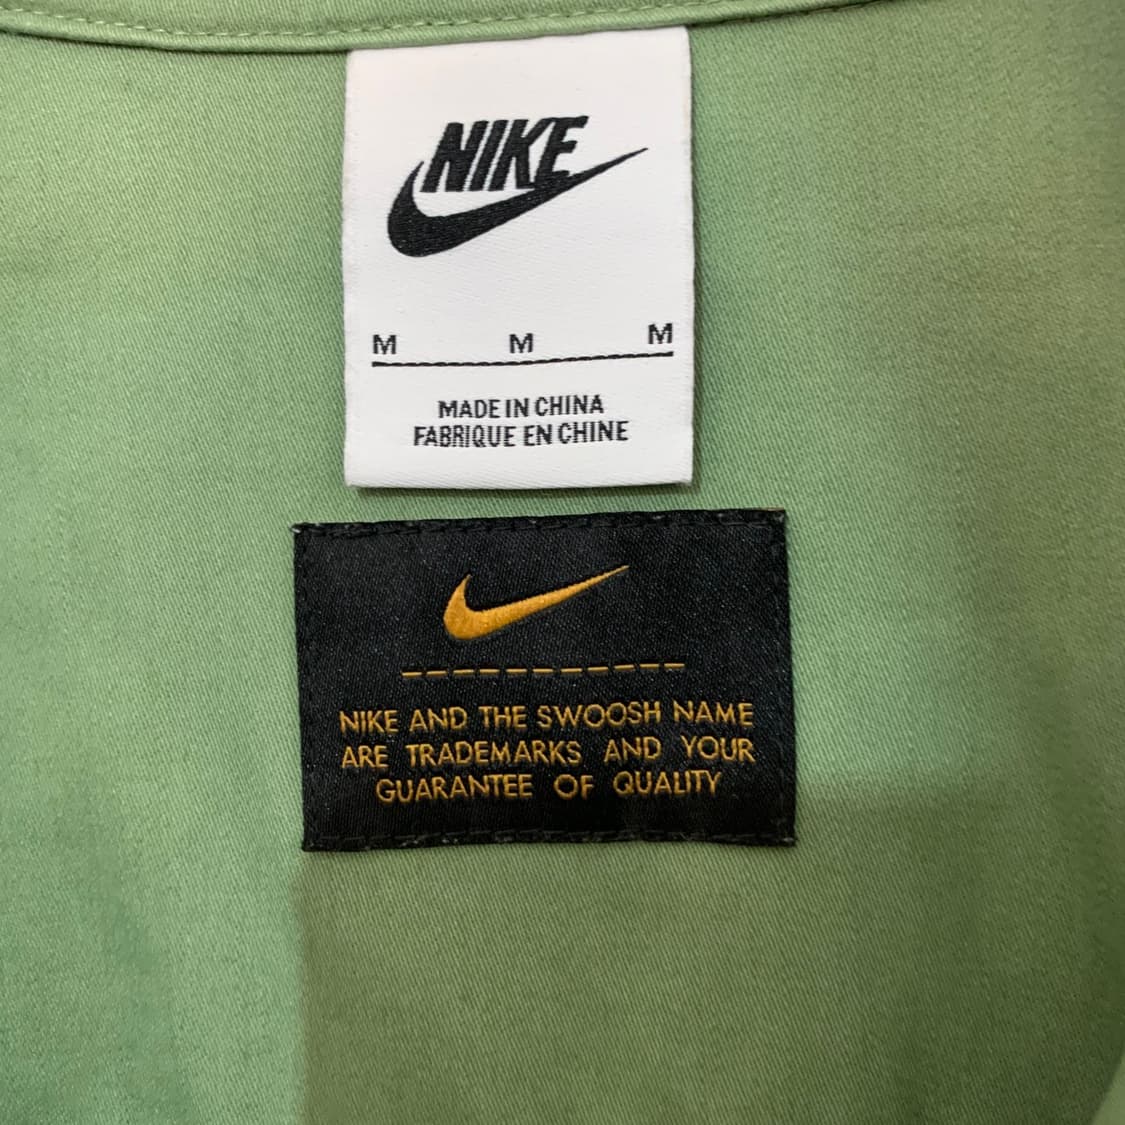 NIKE
M M M
MADE IN CHINA
FABRIQUE EN CHINE
NIKE AND THE SWOOSH NAME
ARE TRADEMARKS AND YOUR
GUARANTEE OF QUALITY